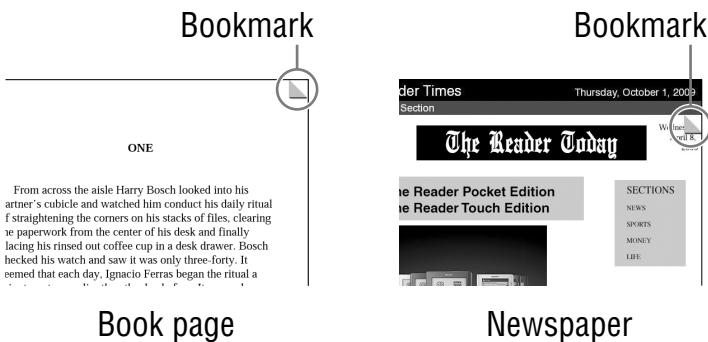 Bookmark
ONE
From across the aisle Harry Bosch looked into his
artner's cubicle and watched him conduct his daily ritual
f straightening the corners on his stacks of files, clearing
he paperwork from the center of his desk and finally
lacing his rinsed out coffee cup in a desk drawer. Bosch
hecked his watch and saw it was only three-forty. It
eemed that each day, Ignacio Ferras began the ritual a
Book page
Bookmark
der Times Thursday, October 1, 2009
Section
The Reader Today
he Reader Pocket Edition
he Reader Touch Edition
SECTIONS
NEWS
SPORTS
MONEY
LIFE
Newspaper